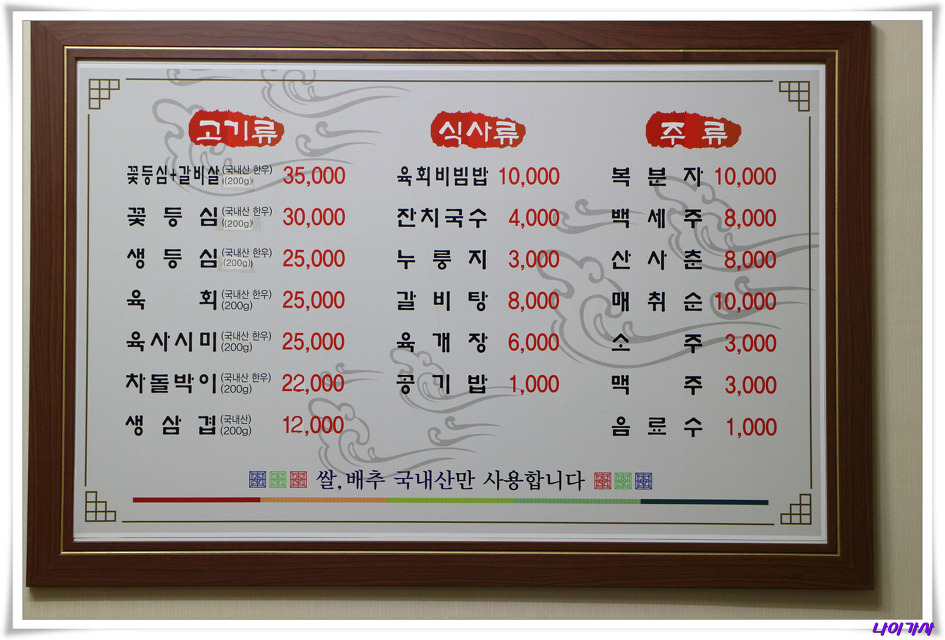 고기류
꽃등심+갈비살 (국내산 한우) (200g) 35,000
꽃등심 (국내산 한우) (200g) 30,000
생등심 (국내산 한우) (200g) 25,000
육회 (국내산 한우) (200g) 25,000
육사시미 (국내산 한우) (200g) 25,000
차돌박이 (국내산 한우) (200g) 22,000
생삼겹 (국내산) (200g) 12,000
식사류
육회비빔밥 10,000
잔치국수 4,000
누룽지 3,000
갈비탕 8,000
육개장 6,000
공기밥 1,000
주류
복분자 10,000
백세주 8,000
산사춘 8,000
매취순 10,000
소주 3,000
맥주 3,000
음료수 1,000
쌀,배추 국내산만 사용합니다
나이가사